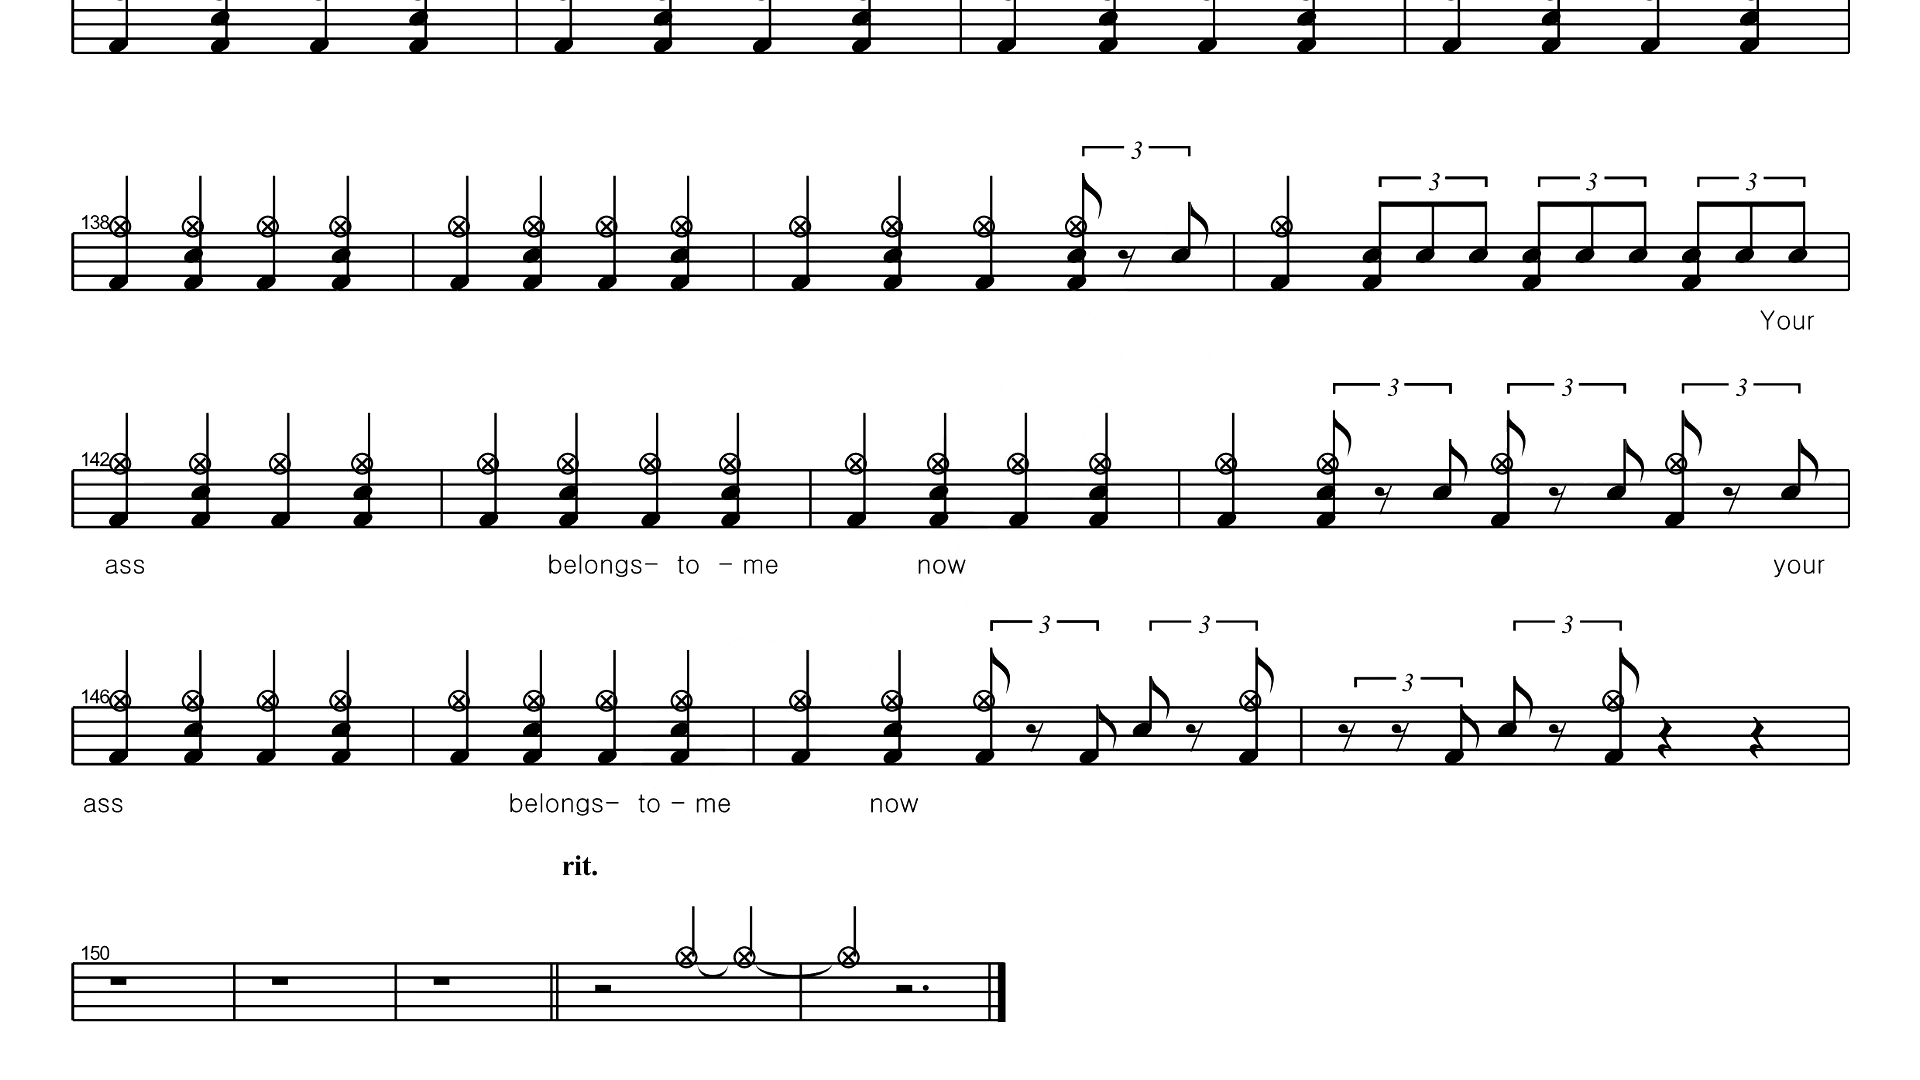 3
138 3 3 3
Your
3 3 3
142
ass belongs- to - me now your
3 3 3
3
146
ass belongs- to - me now
rit.
150